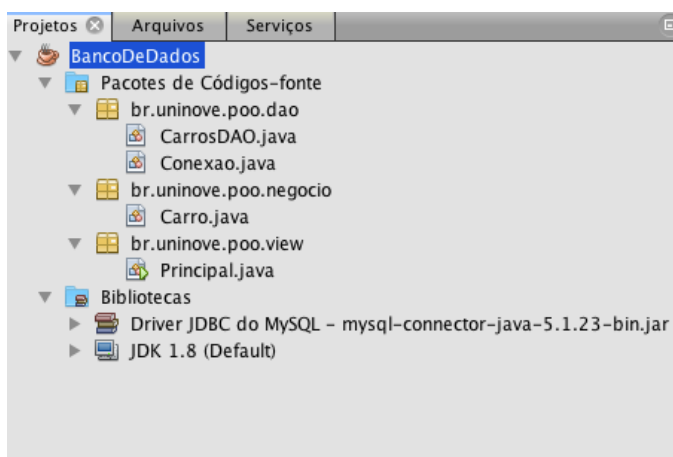 Projetos Arquivos Serviços
BancoDeDados
Pacotes de Códigos-fonte
br.uninove.poo.dao
CarrosDAO.java
Conexao.java
br.uninove.poo.negocio
Carro.java
br.uninove.poo.view
Principal.java
Bibliotecas
Driver JDBC do MySQL - mysql-connector-java-5.1.23-bin.jar
JDK 1.8 (Default)